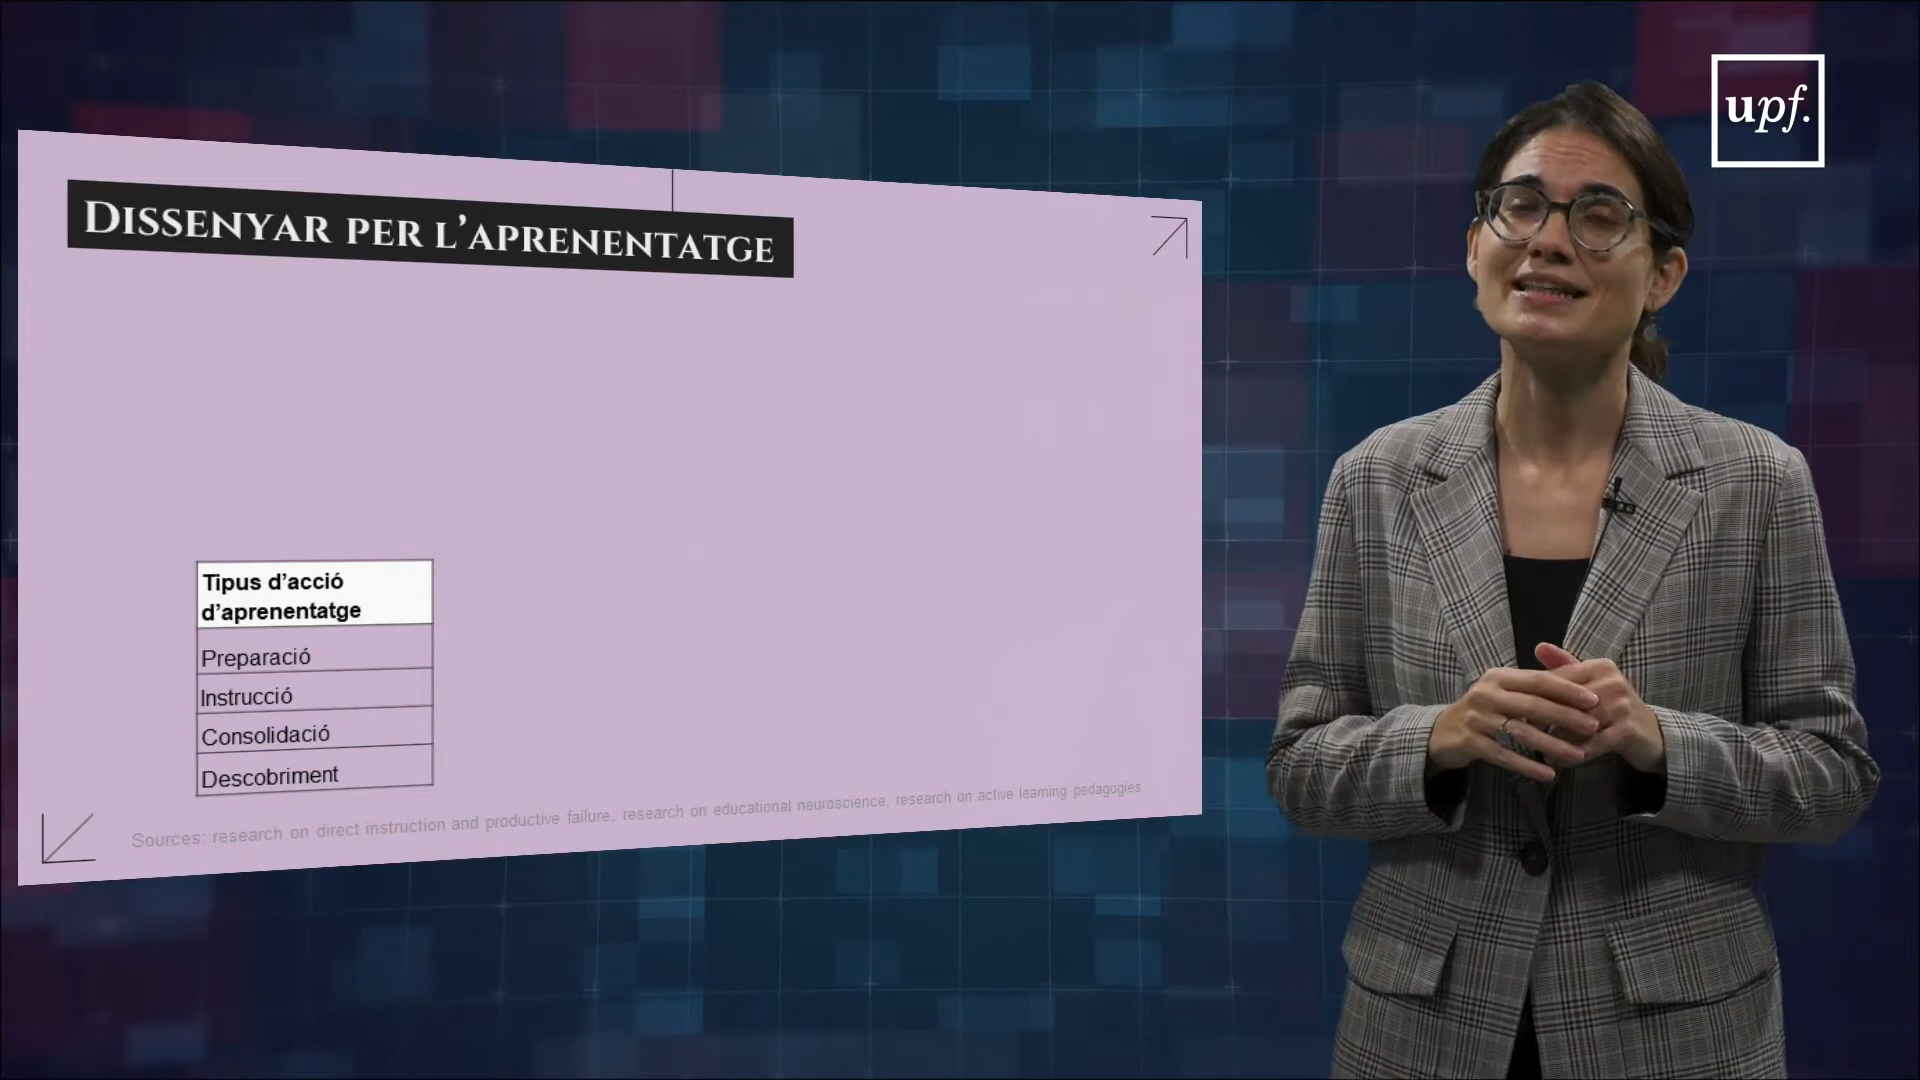 upf.
DISSENYAR PER L’APRENENTATGE
Tipus d’acció
d’aprenentatge
Preparació
Instrucció
Consolidació
Descobriment
Sources: research on direct instruction and productive failure, research on educational neuroscience, research on active learning pedagogies